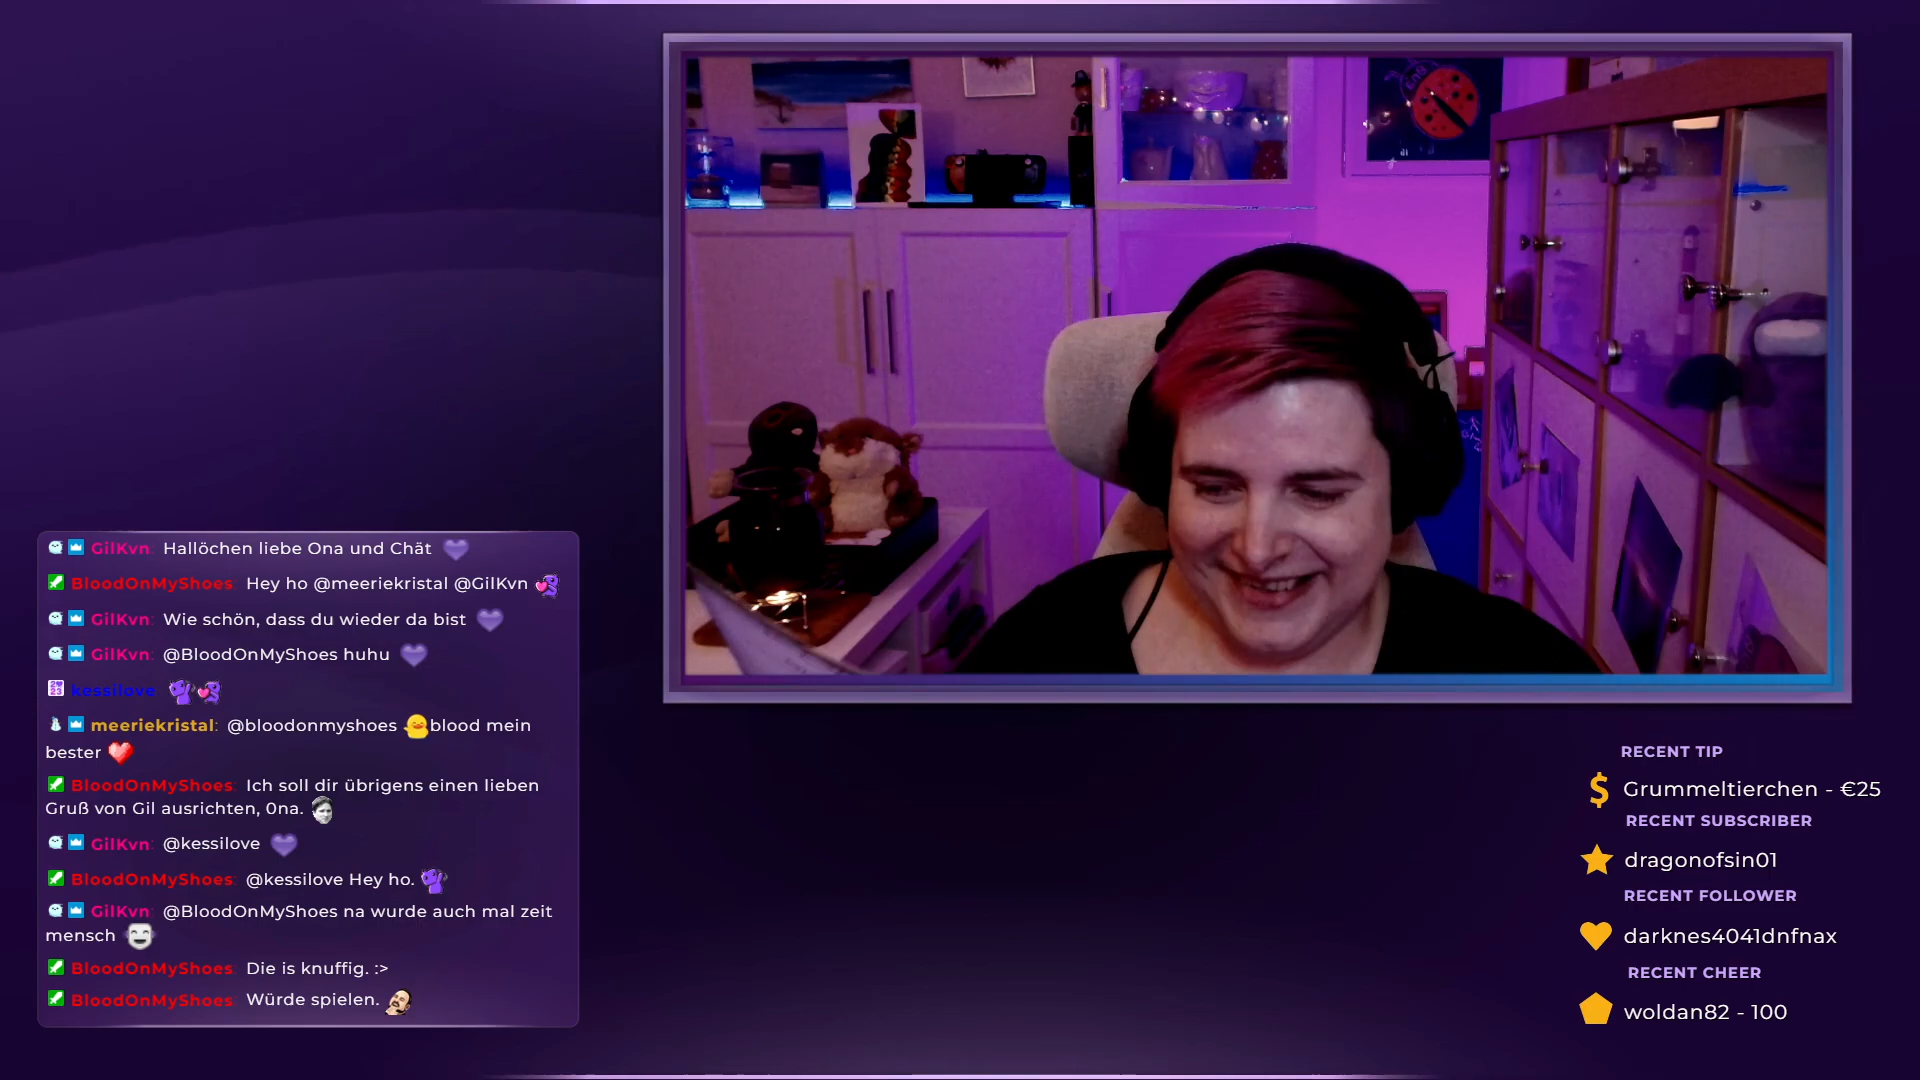 GilKvn: Hallöchen liebe Ona und Chät
BloodOnMyShoes: Hey ho @meeriekristal @GilKvn
GilKvn: Wie schön, dass du wieder da bist
GilKvn: @BloodOnMyShoes huhu
kessilove:
meeriekristal: @bloodonmyshoes blood mein
bester
BloodOnMyShoes: Ich soll dir übrigens einen lieben
Gruß von Gil ausrichten, 0na.
GilKvn: @kessilove
BloodOnMyShoes: @kessilove Hey ho.
GilKvn: @BloodOnMyShoes na wurde auch mal zeit
mensch
BloodOnMyShoes: Die is knuffig. :>
BloodOnMyShoes: Würde spielen.
RECENT TIP
Grummeltierchen - €25
RECENT SUBSCRIBER
dragonofsin01
RECENT FOLLOWER
darknes4041dnfnax
RECENT CHEER
woldan82 - 100